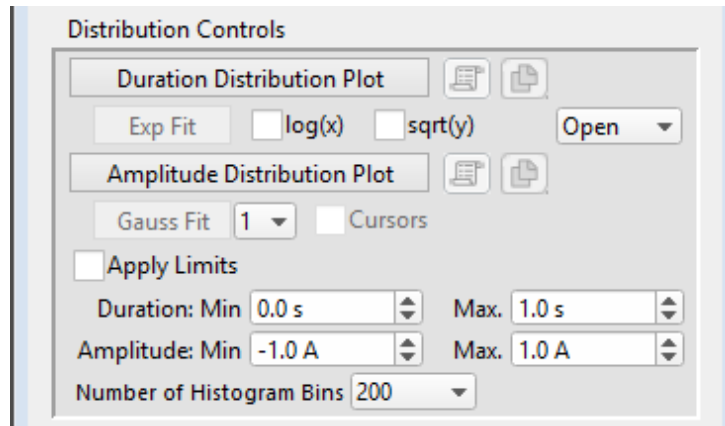 Distribution Controls
Duration Distribution Plot
Exp Fit log(x) sqrt(y) Open
Amplitude Distribution Plot
Gauss Fit 1 Cursors
Apply Limits
Duration: Min 0.0 s Max. 1.0 s
Amplitude: Min -1.0 A Max. 1.0 A
Number of Histogram Bins 200